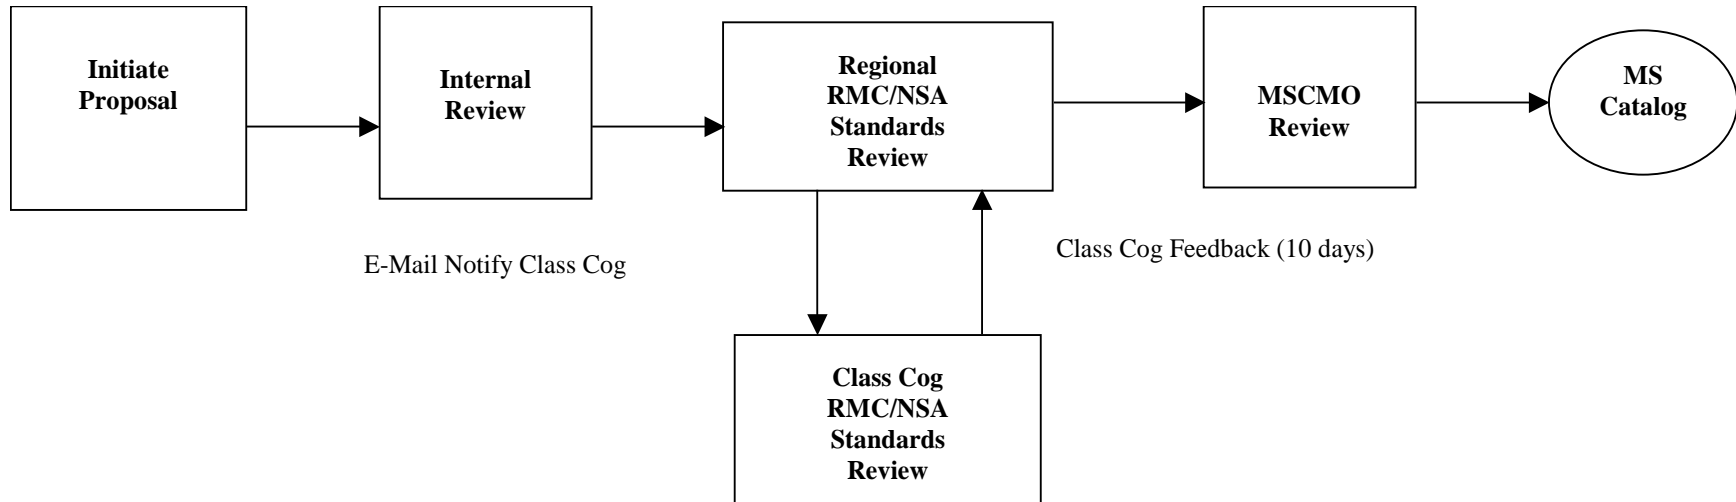 Initiate
Proposal
Internal
Review
Regional
RMC/NSA
Standards
Review
MSCMO
Review
MS
Catalog
E-Mail Notify Class Cog
Class Cog Feedback (10 days)
Class Cog
RMC/NSA
Standards
Review